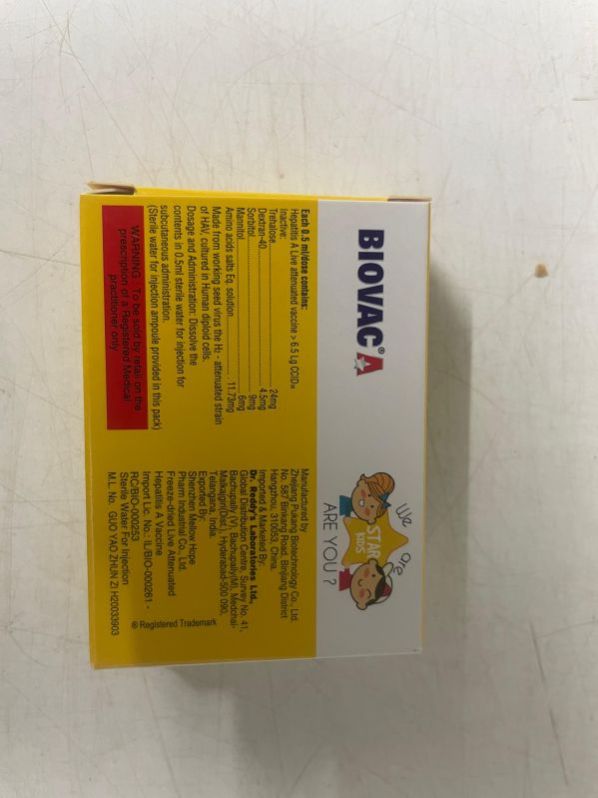 BIOVAC®A
We are
STAR
KIDS
ARE YOU ?
Each 0.5 ml/dose contains:
Hepatitis A Live attenuated vaccine > 6.5 Lg CCID₅₀
Inactive:
Trehalose 24mg
Dextran-40 4.5mg
Sorbitol 9mg
Mannitol 6mg
Amino acids salts Eq. solution 11.73mg
Made from working seed virus the H₂ - attenuated strain
of HAV, cultured in Human diploid cells.
Dosage and Administration: Dissolve the
contents in 0.5ml sterile water for injection for
subcutaneous administration.
(Sterile water for injection ampoule provided in this pack)
WARNING : To be sold by retail on the
prescription of a Registered Medical
practitioner only
Manufactured by
Zhejiang Pukang Biotechnology Co., Ltd.
No. 587 Binkang Road, Binjiang District
Hangzhou, 310053, China.
Imported & Marketed By:
Dr. Reddy's Laboratories Ltd.,
Global Distribution Centre, Survey No. 41,
Bachupally (V), Bachupally(M), Medchal-
Malkajgiri(Dist.), Hyderabad-500 090,
Telangana, India.
Exported By:
Shenzhen Mellow Hope
Pharm Industrial Co., Ltd.
Freeze-dried Live Attenuated
Hepatitis A Vaccine
Import Lic. No.: IL/BIO-000261 -
RC/BIO-000253
Sterile Water For Injection
M.L. No. GUO YAO ZHUN ZI H20033903
® Registered Trademark